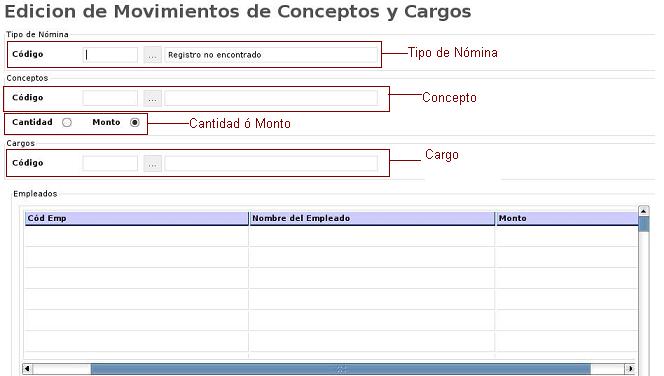 Edicion de Movimientos de Conceptos y Cargos
Tipo de Nómina
Código ... Registro no encontrado Tipo de Nómina
Conceptos
Código ... Concepto
Cantidad Monto Cantidad ó Monto
Cargos
Código ... Cargo
Empleados
Cód Emp Nombre del Empleado Monto